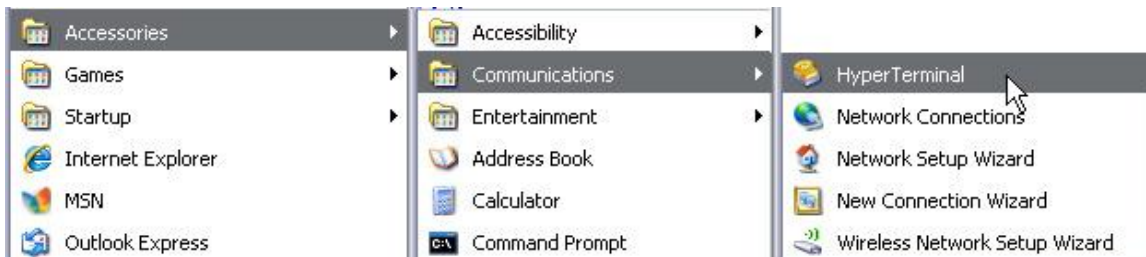 Accessories
Games
Startup
Internet Explorer
MSN
Outlook Express
Accessibility
Communications
Entertainment
Address Book
Calculator
C:\
Command Prompt
HyperTerminal
Network Connections
Network Setup Wizard
New Connection Wizard
Wireless Network Setup Wizard